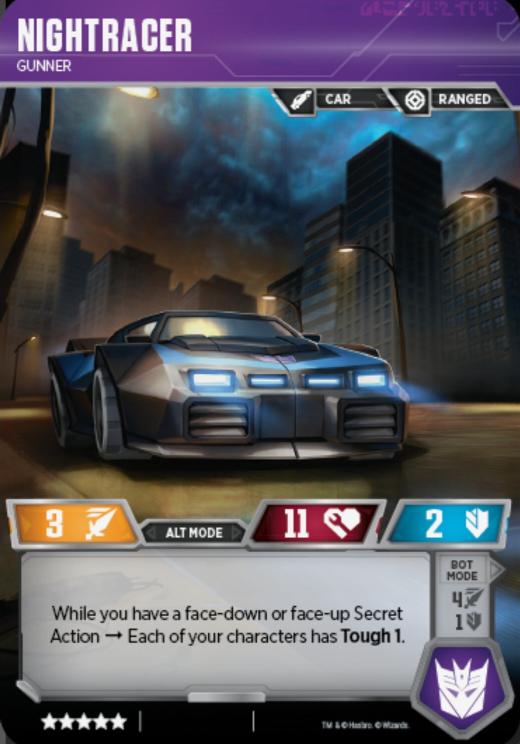 NIGHTRACER
GUNNER
CAR
RANGED
3
ALT MODE
11
2
BOT
MODE
4
1
While you have a face-down or face-up Secret
Action → Each of your characters has Tough 1.
★★★★★
TM & © Hasbro. © Wizards.